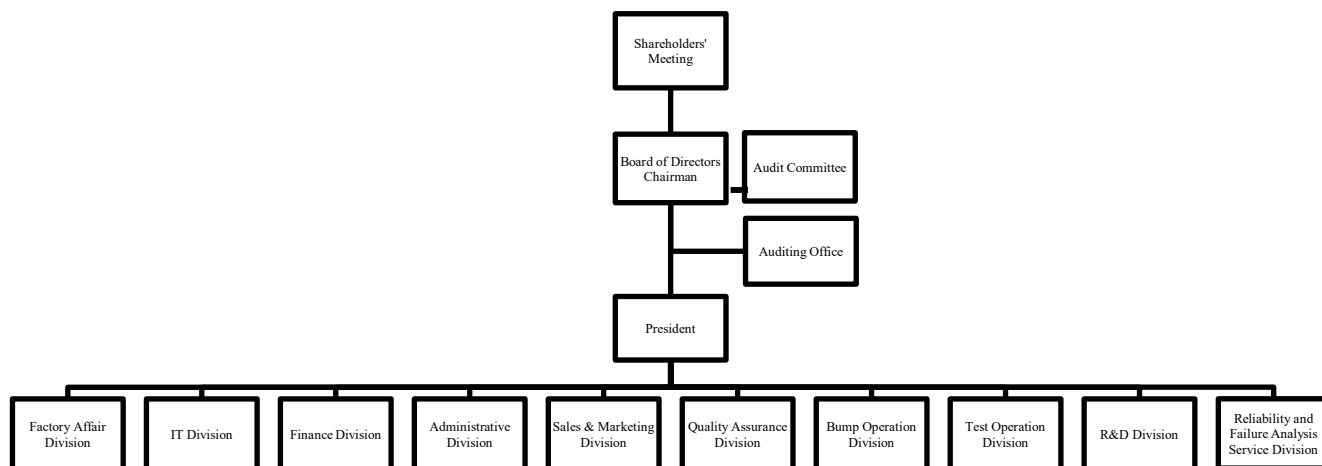 Shareholders'
Meeting
Board of Directors
Chairman
Audit Committee
Auditing Office
President
Factory Affair
Division
IT Division
Finance Division
Administrative
Division
Sales & Marketing
Division
Quality Assurance
Division
Bump Operation
Division
Test Operation
Division
R&D Division
Reliability and
Failure Analysis
Service Division